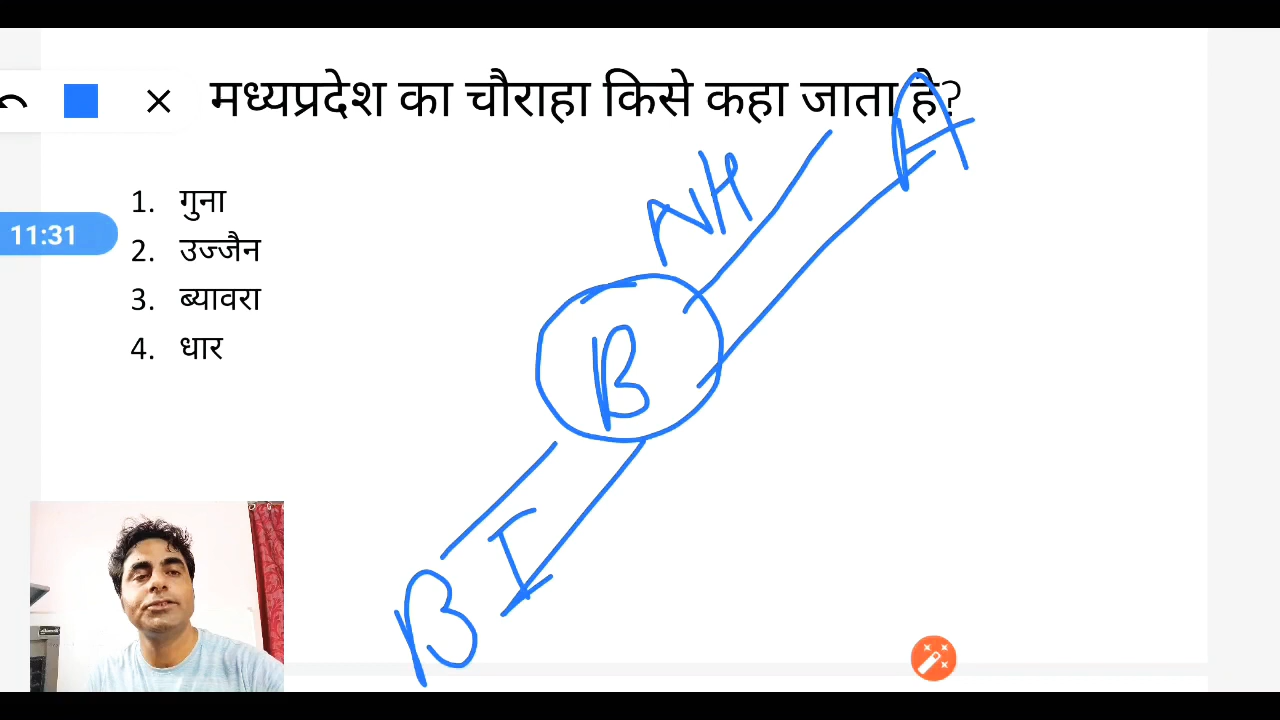 मध्यप्रदेश का चौराहा किसे कहा जाता है?
A
NH
1. गुना
2. उज्जैन
3. ब्यावरा
4. धार
11:31
B
I
B